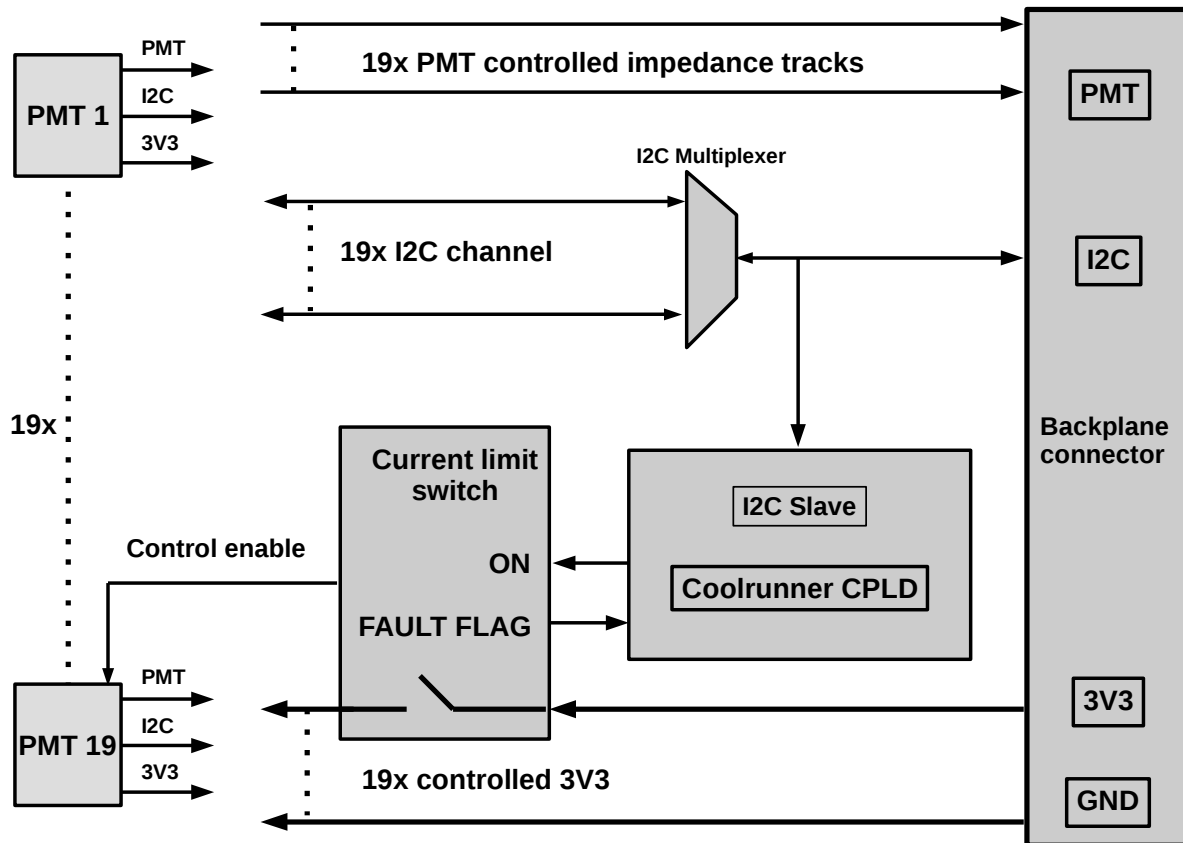 PMT
19x PMT controlled impedance tracks
PMT 1
I2C
3V3
PMT
I2C Multiplexer
19x I2C channel
I2C
19x
Current limit
switch
Backplane
connector
I2C Slave
Control enable
ON
Coolrunner CPLD
FAULT FLAG
PMT
PMT 19
I2C
3V3
3V3
19x controlled 3V3
GND